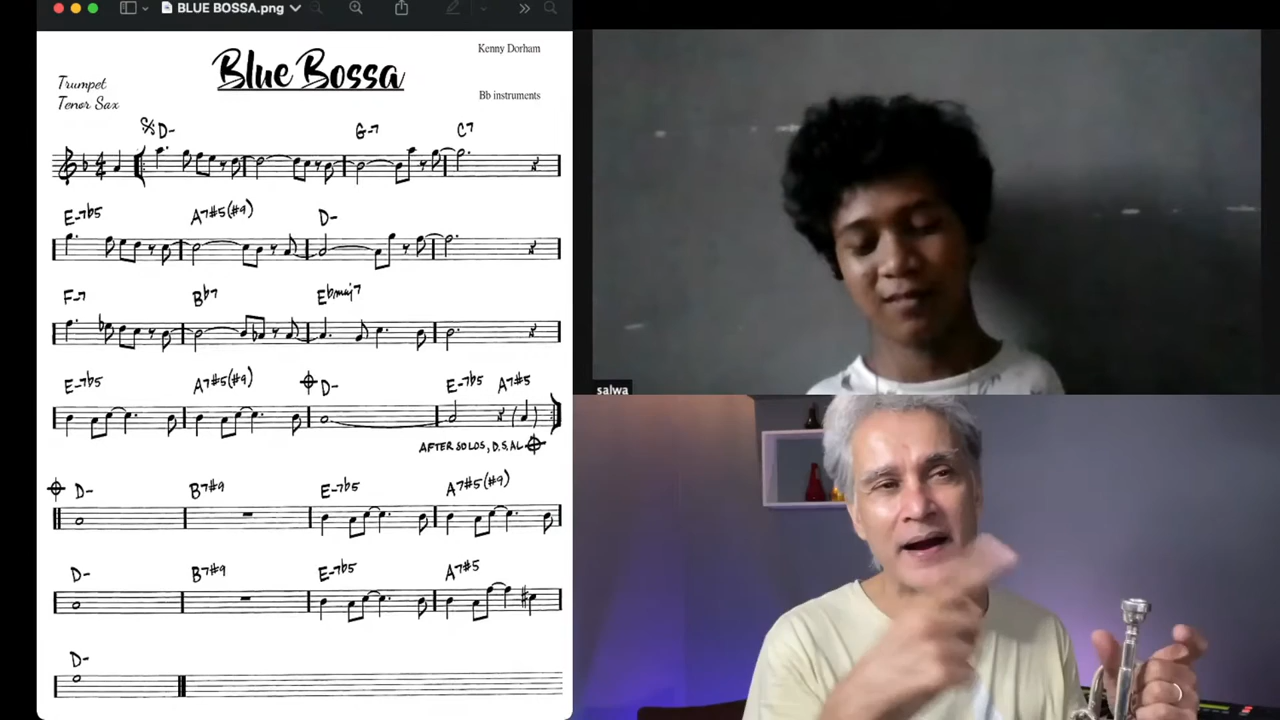 BLUE BOSSA.png
Kenny Dorham
Blue Bossa
Trumpet
Tenor Sax
Bb instruments
D- G-7 C7
4 4
E-7b5 A7#5(#9) D-
F-7 Bb7 Ebmaj7
E-7b5 A7#5(#9) D- E-7b5 A7#5
AFTER SOLOS, D.S. AL
D- B7#9 E-7b5 A7#5(#9)
D- B7#9 E-7b5 A7#5
D-
salwa